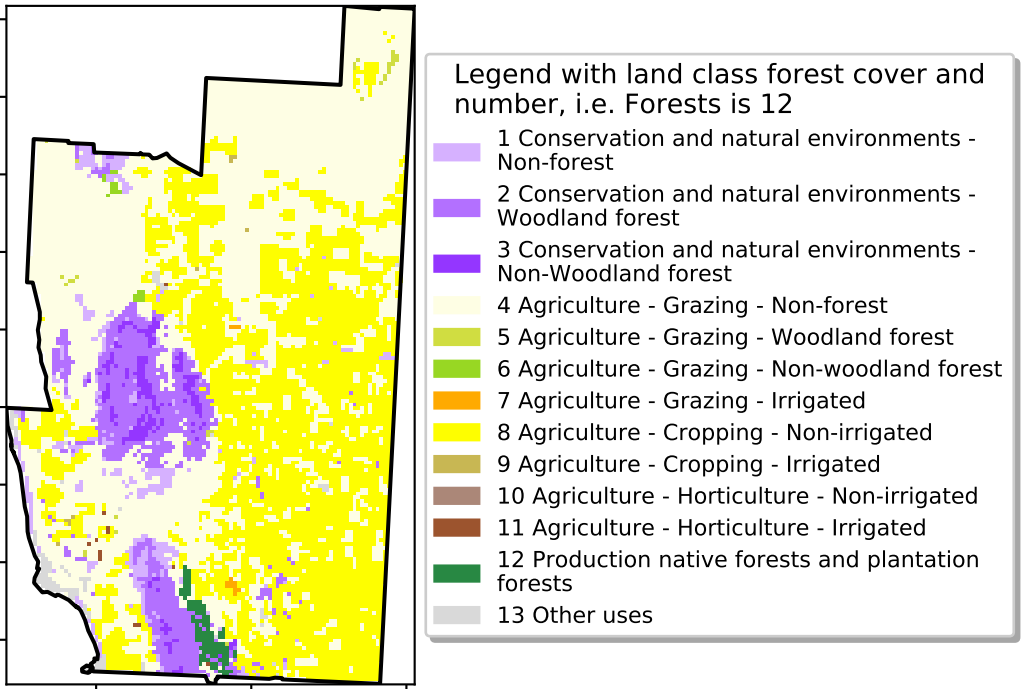 Legend with land class forest cover and
number, i.e. Forests is 12
1 Conservation and natural environments -
Non-forest
2 Conservation and natural environments -
Woodland forest
3 Conservation and natural environments -
Non-Woodland forest
4 Agriculture - Grazing - Non-forest
5 Agriculture - Grazing - Woodland forest
6 Agriculture - Grazing - Non-woodland forest
7 Agriculture - Grazing - Irrigated
8 Agriculture - Cropping - Non-irrigated
9 Agriculture - Cropping - Irrigated
10 Agriculture - Horticulture - Non-irrigated
11 Agriculture - Horticulture - Irrigated
12 Production native forests and plantation
forests
13 Other uses